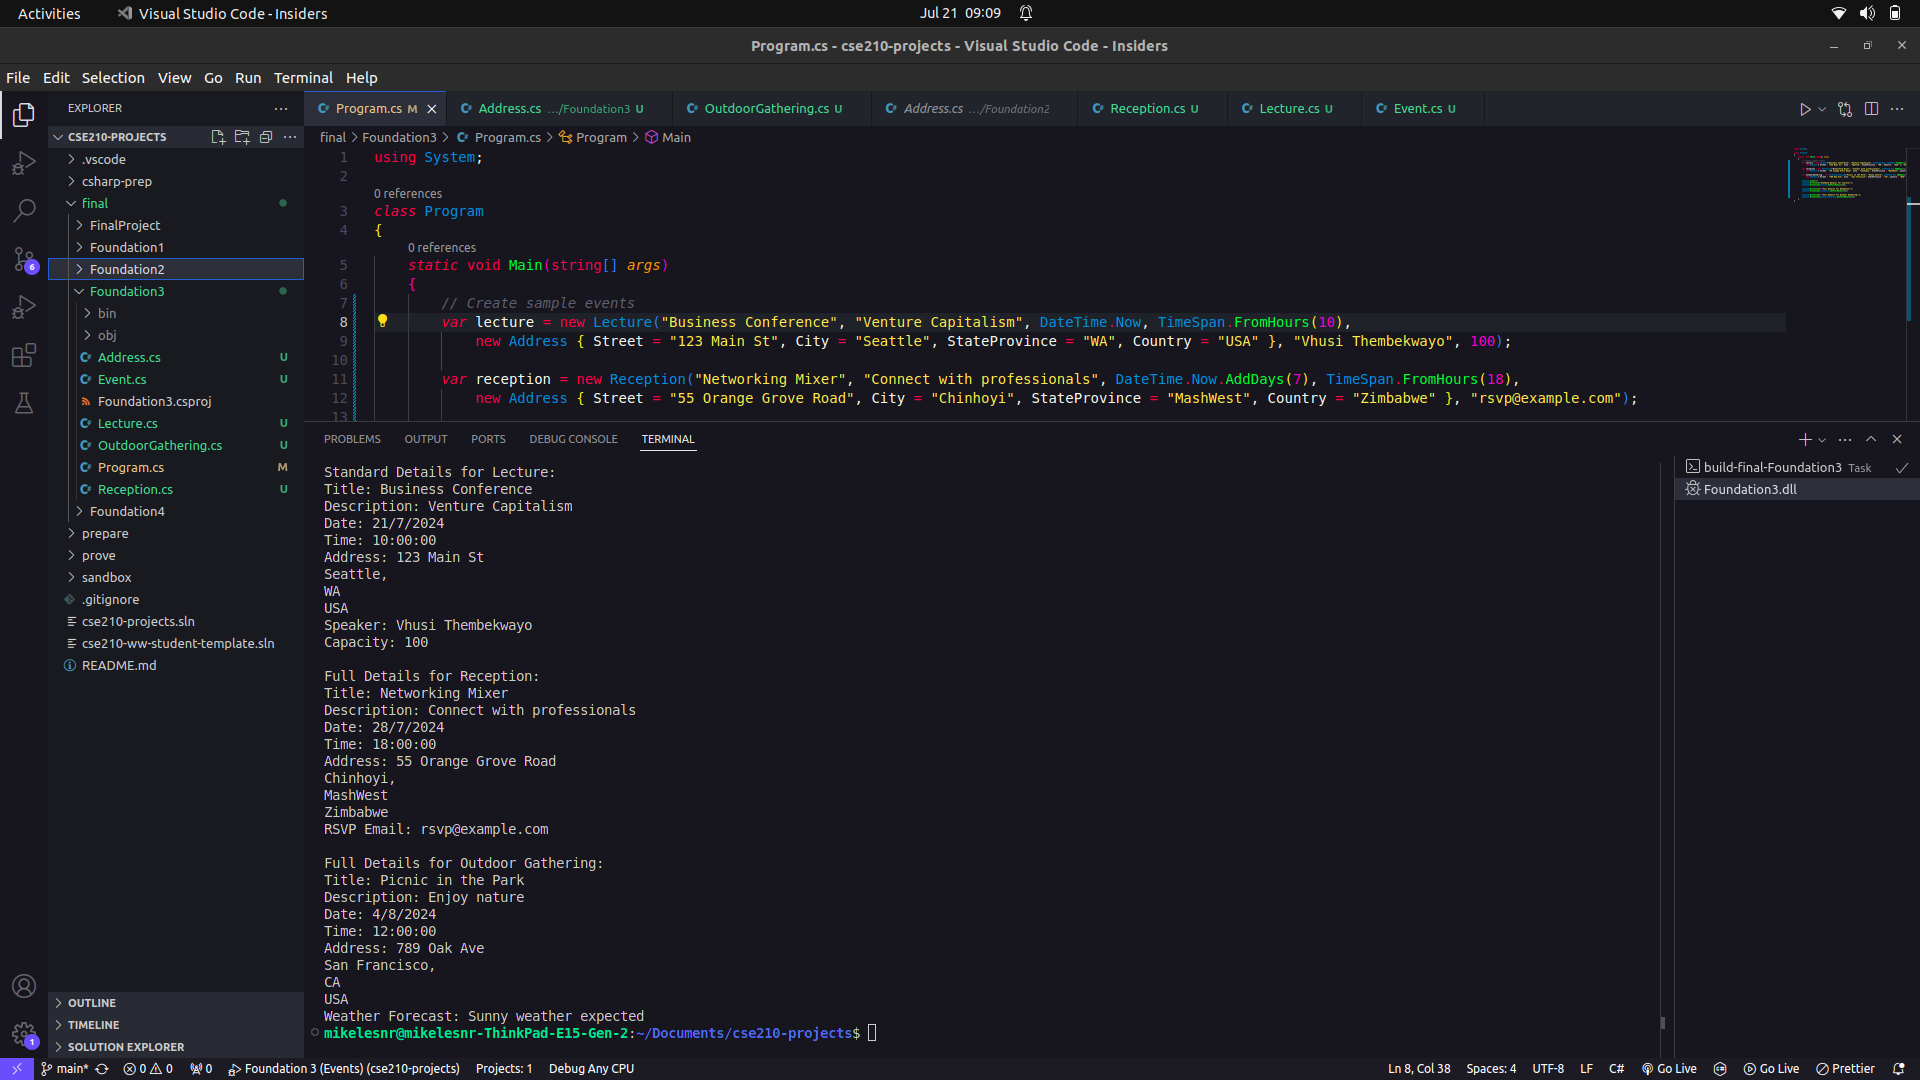 Activities
Visual Studio Code - Insiders
Jul 21 09:09
Program.cs - cse210-projects - Visual Studio Code - Insiders
File Edit Selection View Go Run Terminal Help
EXPLORER
CSE210-PROJECTS
.vscode
csharp-prep
final
FinalProject
Foundation1
Foundation2
Foundation3
bin
obj
Address.cs U
Event.cs U
Foundation3.csproj
Lecture.cs U
OutdoorGathering.cs U
Program.cs M
Reception.cs U
Foundation4
prepare
prove
sandbox
.gitignore
cse210-projects.sln
cse210-ww-student-template.sln
README.md
OUTLINE
TIMELINE
SOLUTION EXPLORER
6
1
Program.cs M
Address.cs .../Foundation3 U
OutdoorGathering.cs U
Address.cs .../Foundation2
Reception.cs U
Lecture.cs U
Event.cs U
final > Foundation3 > Program.cs > Program > Main
1 using System;
2
0 references
3 class Program
4 {
0 references
5 static void Main(string[] args)
6 {
7 // Create sample events
8 var lecture = new Lecture("Business Conference", "Venture Capitalism", DateTime.Now, TimeSpan.FromHours(10),
9 new Address { Street = "123 Main St", City = "Seattle", StateProvince = "WA", Country = "USA" }, "Vhusi Thembekwayo", 100);
10
11 var reception = new Reception("Networking Mixer", "Connect with professionals", DateTime.Now.AddDays(7), TimeSpan.FromHours(18),
12 new Address { Street = "55 Orange Grove Road", City = "Chinhoyi", StateProvince = "MashWest", Country = "Zimbabwe" }, "rsvp@example.com");
13
PROBLEMS OUTPUT PORTS DEBUG CONSOLE TERMINAL
Standard Details for Lecture:
Title: Business Conference
Description: Venture Capitalism
Date: 21/7/2024
Time: 10:00:00
Address: 123 Main St
Seattle,
WA
USA
Speaker: Vhusi Thembekwayo
Capacity: 100
Full Details for Reception:
Title: Networking Mixer
Description: Connect with professionals
Date: 28/7/2024
Time: 18:00:00
Address: 55 Orange Grove Road
Chinhoyi,
MashWest
Zimbabwe
RSVP Email: rsvp@example.com
Full Details for Outdoor Gathering:
Title: Picnic in the Park
Description: Enjoy nature
Date: 4/8/2024
Time: 12:00:00
Address: 789 Oak Ave
San Francisco,
CA
USA
Weather Forecast: Sunny weather expected
mikelesnr@mikelesnr-ThinkPad-E15-Gen-2:~/Documents/cse210-projects$
build-final-Foundation3 Task
Foundation3.dll
main* 0 0 0 Foundation 3 (Events) (cse210-projects) Projects: 1 Debug Any CPU
Ln 8, Col 38 Spaces: 4 UTF-8 LF C# Go Live Go Live Prettier